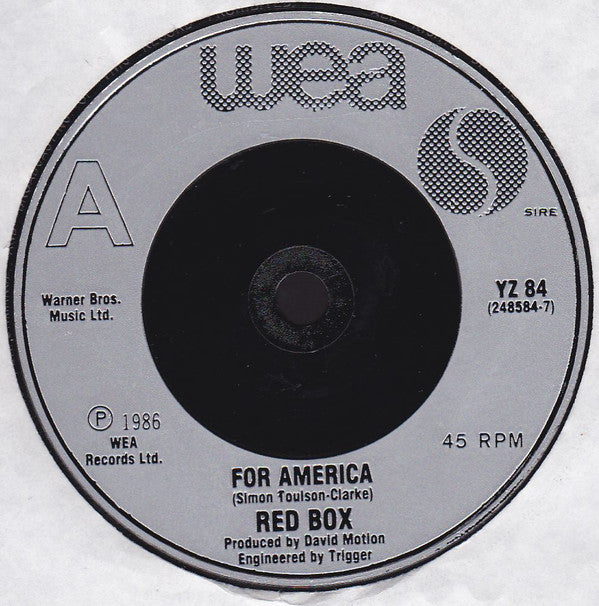 wea
A
SIRE
Warner Bros.
Music Ltd.
YZ 84
(248584-7)
Ⓟ 1986
WEA
Records Ltd.
45 RPM
FOR AMERICA
(Simon Toulson-Clarke)
RED BOX
Produced by David Motion
Engineered by Trigger